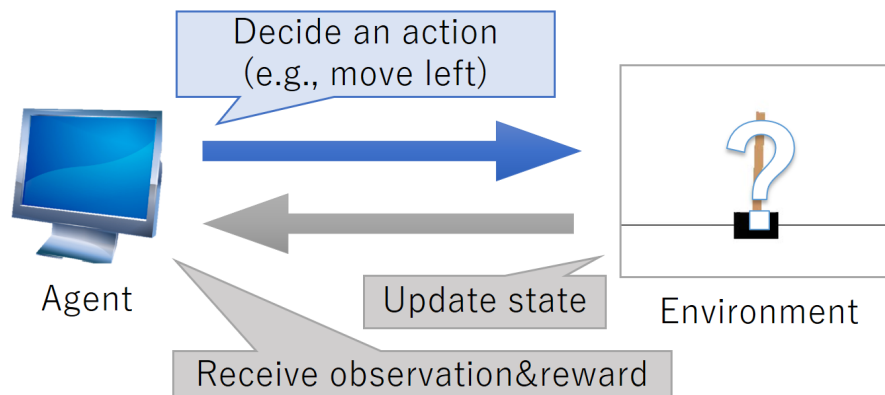 Decide an action
(e.g., move left)
?
Agent
Update state
Environment
Receive observation&reward